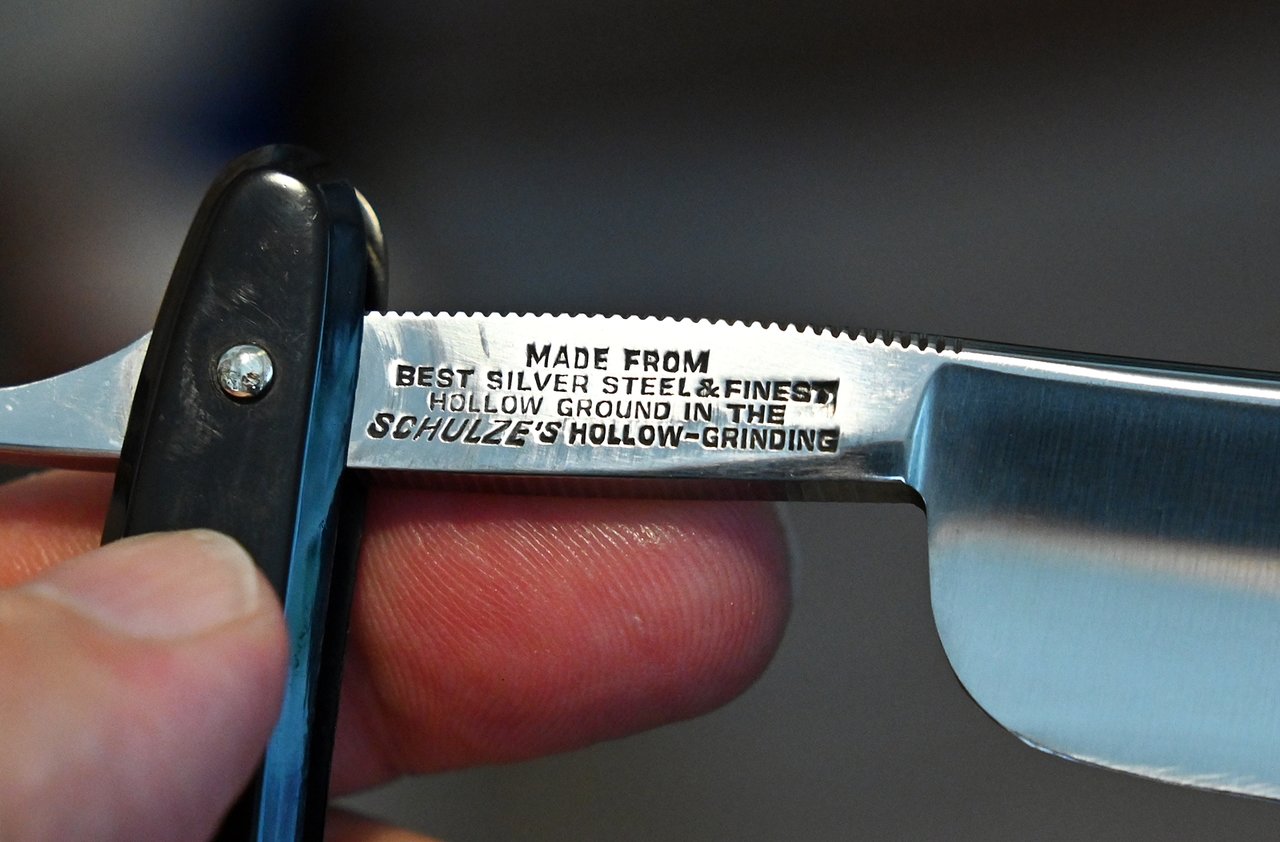 MADE FROM
BEST SILVER STEEL & FINEST
HOLLOW GROUND IN THE
SCHULZE'S HOLLOW-GRINDING